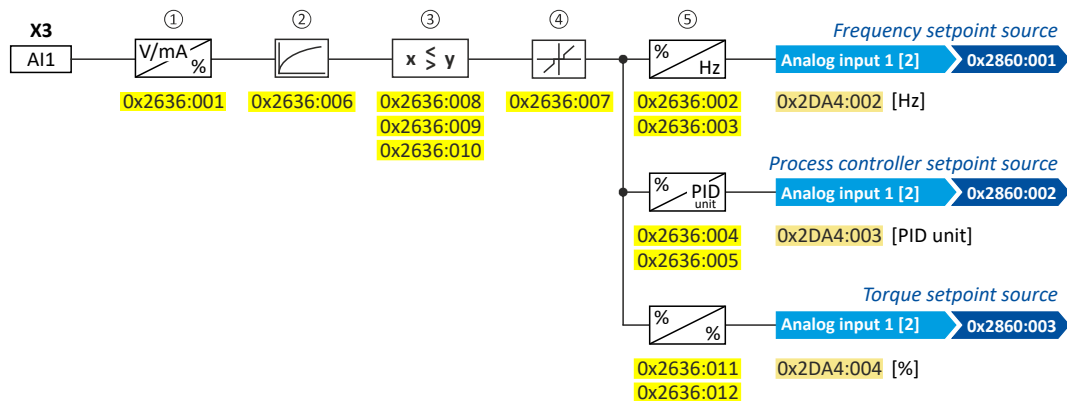 ① ② ③ ④ ⑤
X3
AI1
V/mA
%
x ≶ y
%
Hz
Frequency setpoint source
Analog input 1 [2] 0x2860:001
0x2636:001 0x2636:006 0x2636:008 0x2636:007 0x2636:002 0x2DA4:002 [Hz]
0x2636:009 0x2636:003
0x2636:010
Process controller setpoint source
%
PID
unit
Analog input 1 [2] 0x2860:002
0x2636:004 0x2DA4:003 [PID unit]
0x2636:005
Torque setpoint source
%
%
Analog input 1 [2] 0x2860:003
0x2636:011 0x2DA4:004 [%]
0x2636:012